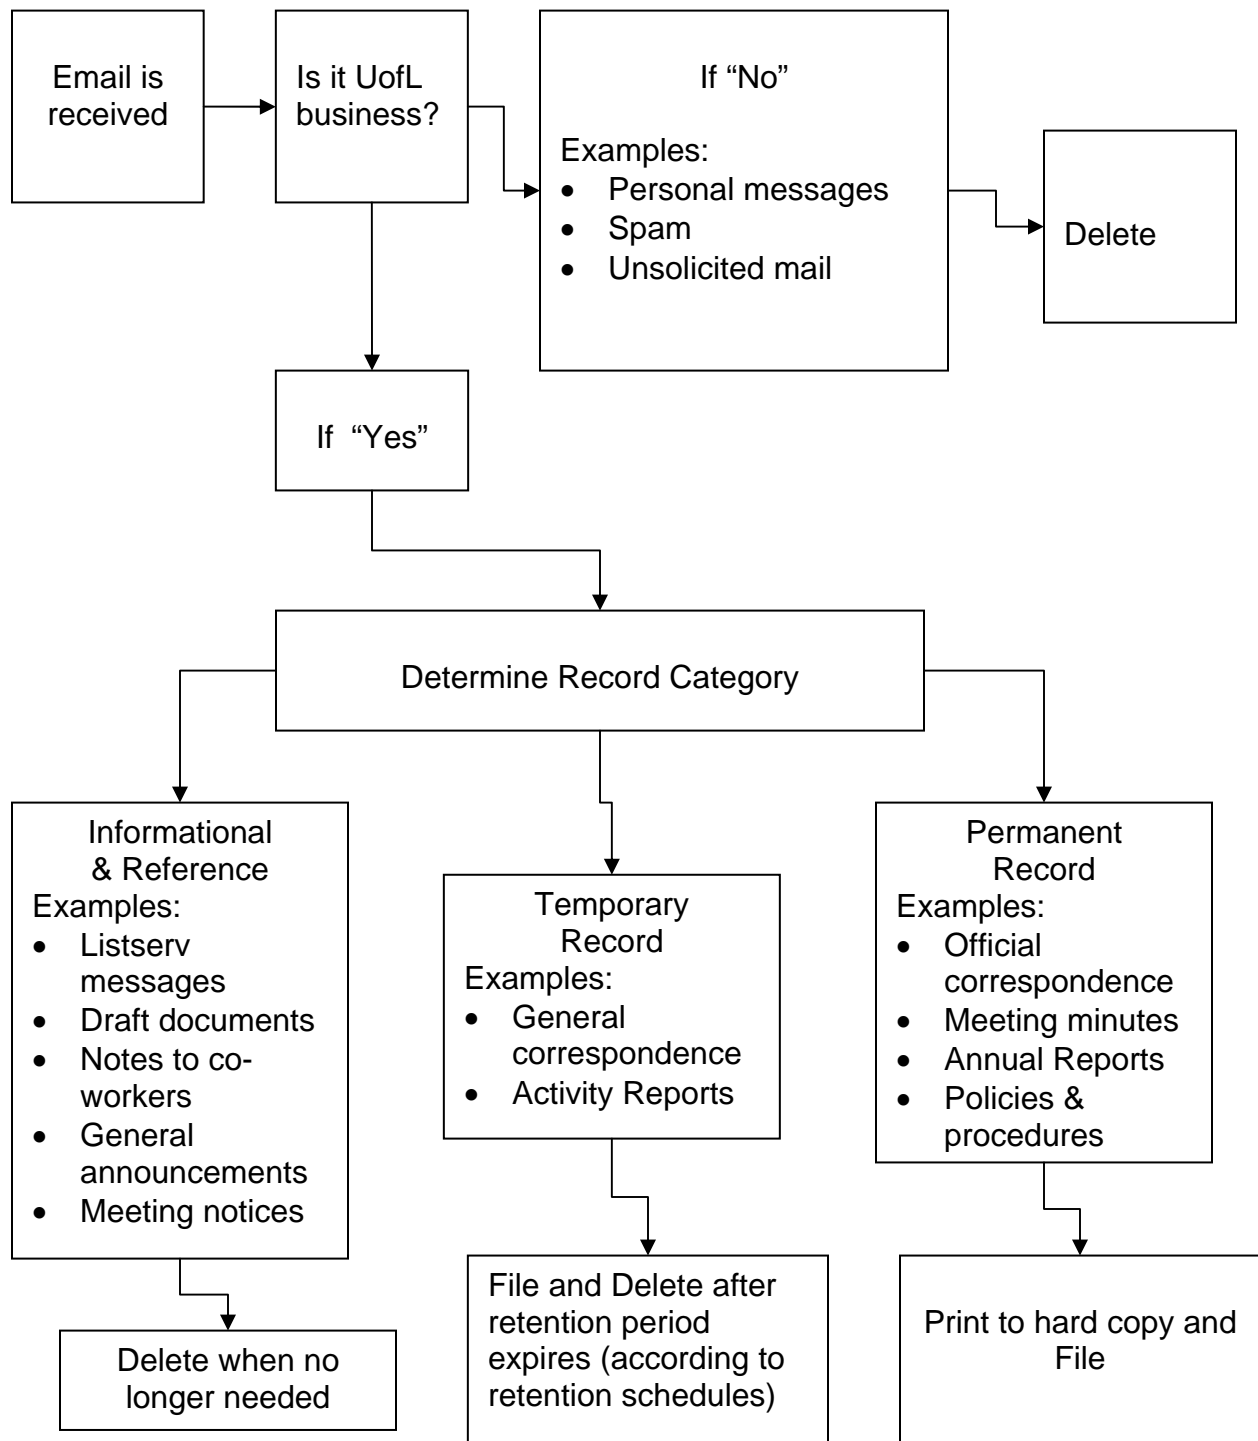 Email is
received
Is it UofL
business?
If “No”
Examples:
• Personal messages
• Spam
• Unsolicited mail
Delete
If “Yes”
Determine Record Category
Informational
& Reference
Examples:
• Listserv
messages
• Draft documents
• Notes to co-
workers
• General
announcements
• Meeting notices
Temporary
Record
Examples:
• General
correspondence
• Activity Reports
Permanent
Record
Examples:
• Official
correspondence
• Meeting minutes
• Annual Reports
• Policies &
procedures
Delete when no
longer needed
File and Delete after
retention period
expires (according to
retention schedules)
Print to hard copy and
File